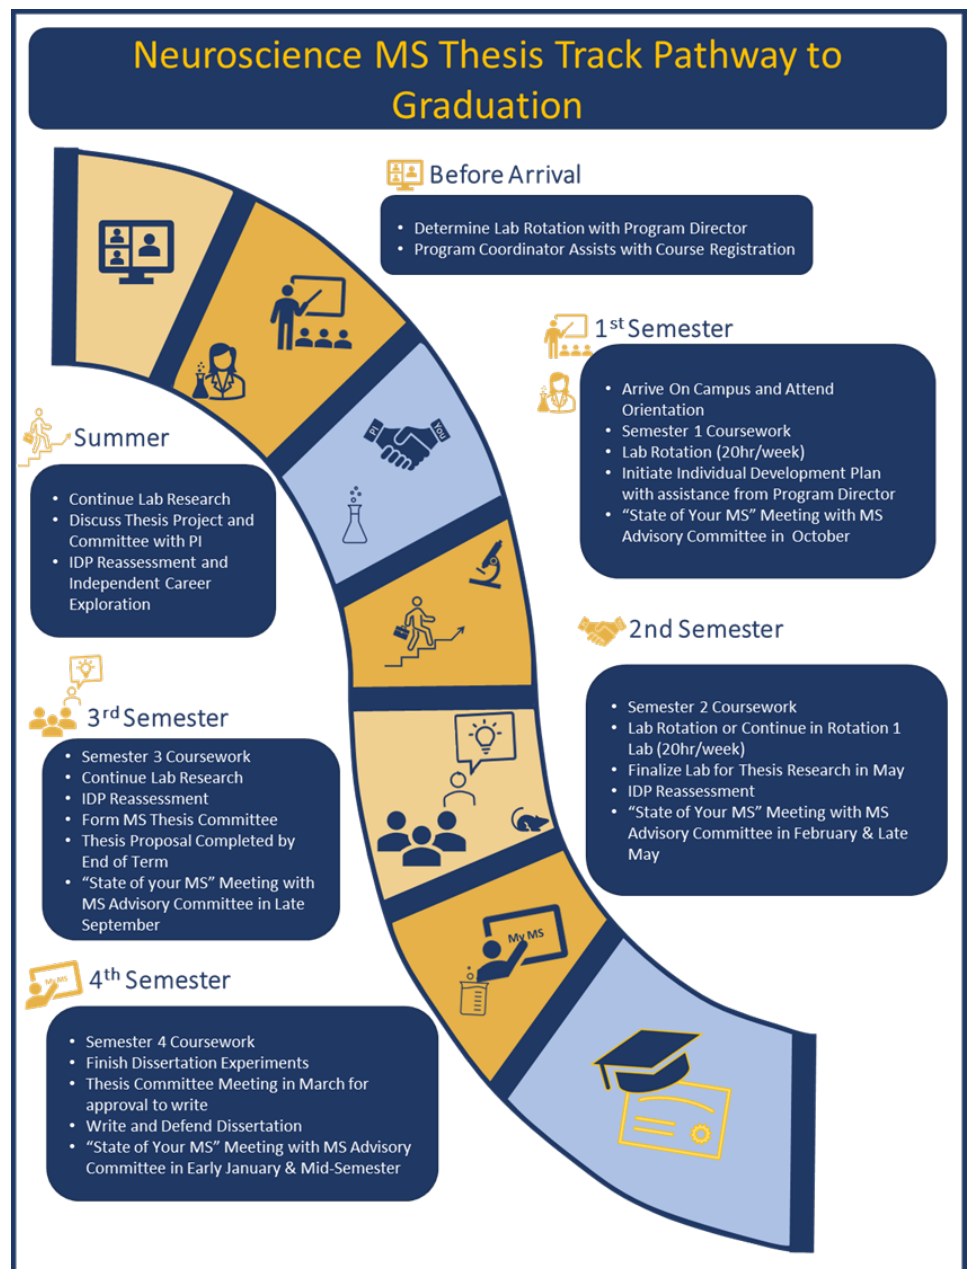 Neuroscience MS Thesis Track Pathway to
Graduation
Before Arrival
• Determine Lab Rotation with Program Director
• Program Coordinator Assists with Course Registration
1st Semester
• Arrive On Campus and Attend
Orientation
• Semester 1 Coursework
• Lab Rotation (20hr/week)
• Initiate Individual Development Plan
with assistance from Program Director
• “State of Your MS” Meeting with MS
Advisory Committee in October
PI
You
Summer
• Continue Lab Research
• Discuss Thesis Project and
Committee with PI
• IDP Reassessment and
Independent Career
Exploration
2nd Semester
• Semester 2 Coursework
• Lab Rotation or Continue in Rotation 1
Lab (20hr/week)
• Finalize Lab for Thesis Research in May
• IDP Reassessment
• “State of Your MS” Meeting with MS
Advisory Committee in February & Late
May
3rd Semester
• Semester 3 Coursework
• Continue Lab Research
• IDP Reassessment
• Form MS Thesis Committee
• Thesis Proposal Completed by
End of Term
• “State of your MS” Meeting with
MS Advisory Committee in Late
September
My MS
My MS
4th Semester
• Semester 4 Coursework
• Finish Dissertation Experiments
• Thesis Committee Meeting in March for
approval to write
• Write and Defend Dissertation
• “State of Your MS” Meeting with MS Advisory
Committee in Early January & Mid-Semester